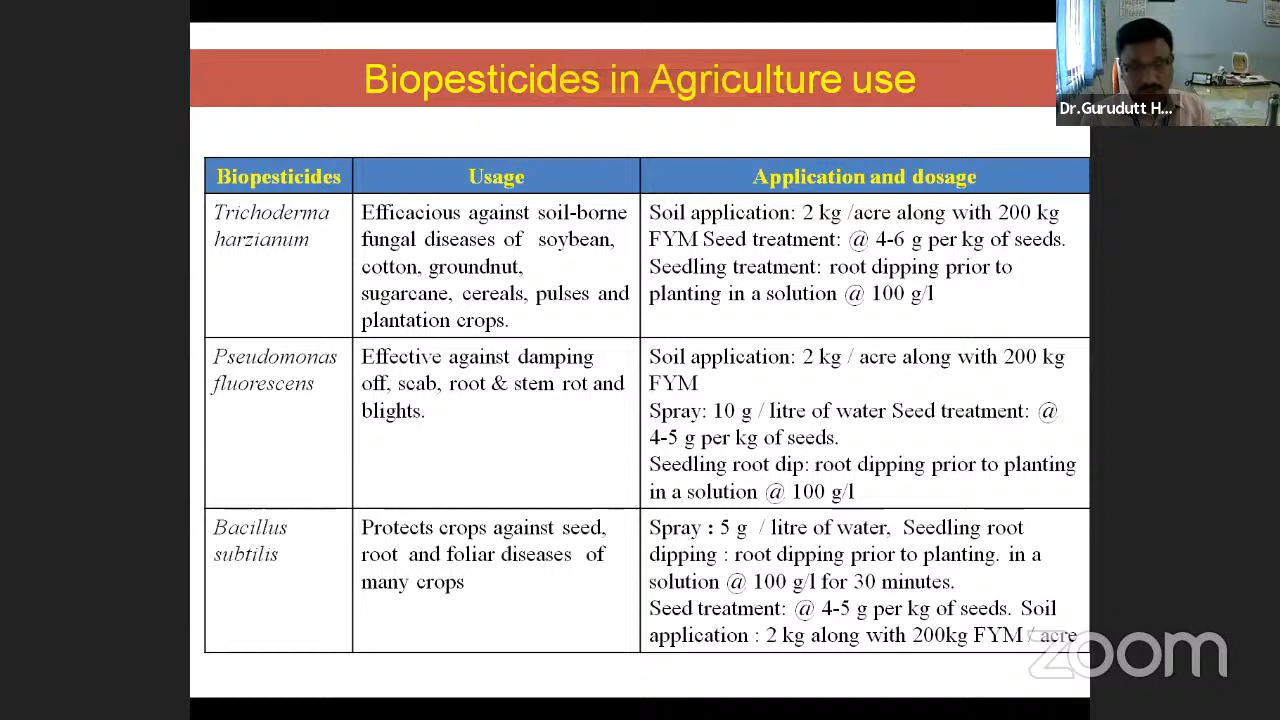 Biopesticides in Agriculture use
Dr.Gurudutt H...
Biopesticides
Usage
Application and dosage
Trichoderma
harzianum
Efficacious against soil-borne
fungal diseases of soybean,
cotton, groundnut,
sugarcane, cereals, pulses and
plantation crops.
Soil application: 2 kg /acre along with 200 kg
FYM Seed treatment: @ 4-6 g per kg of seeds.
Seedling treatment: root dipping prior to
planting in a solution @ 100 g/l
Pseudomonas
fluorescens
Effective against damping
off, scab, root & stem rot and
blights.
Soil application: 2 kg / acre along with 200 kg
FYM
Spray: 10 g / litre of water Seed treatment: @
4-5 g per kg of seeds.
Seedling root dip: root dipping prior to planting
in a solution @ 100 g/l
Bacillus
subtilis
Protects crops against seed,
root and foliar diseases of
many crops
Spray : 5 g / litre of water, Seedling root
dipping : root dipping prior to planting. in a
solution @ 100 g/l for 30 minutes.
Seed treatment: @ 4-5 g per kg of seeds. Soil
application : 2 kg along with 200kg FYM / acre
zoom